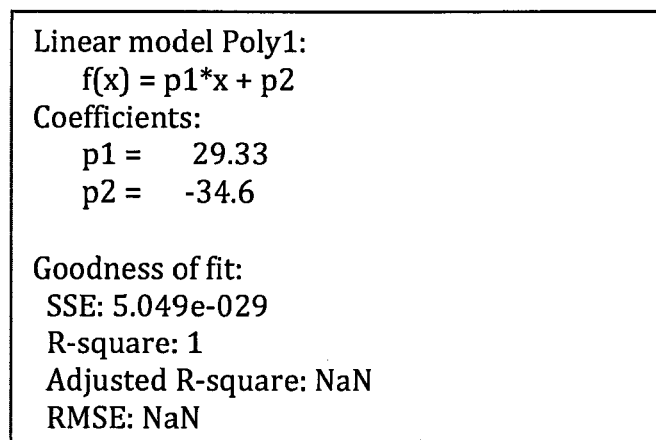 Linear model Poly1:
f(x) = p1*x + p2
Coefficients:
p1 = 29.33
p2 = -34.6
Goodness of fit:
SSE: 5.049e-029
R-square: 1
Adjusted R-square: NaN
RMSE: NaN